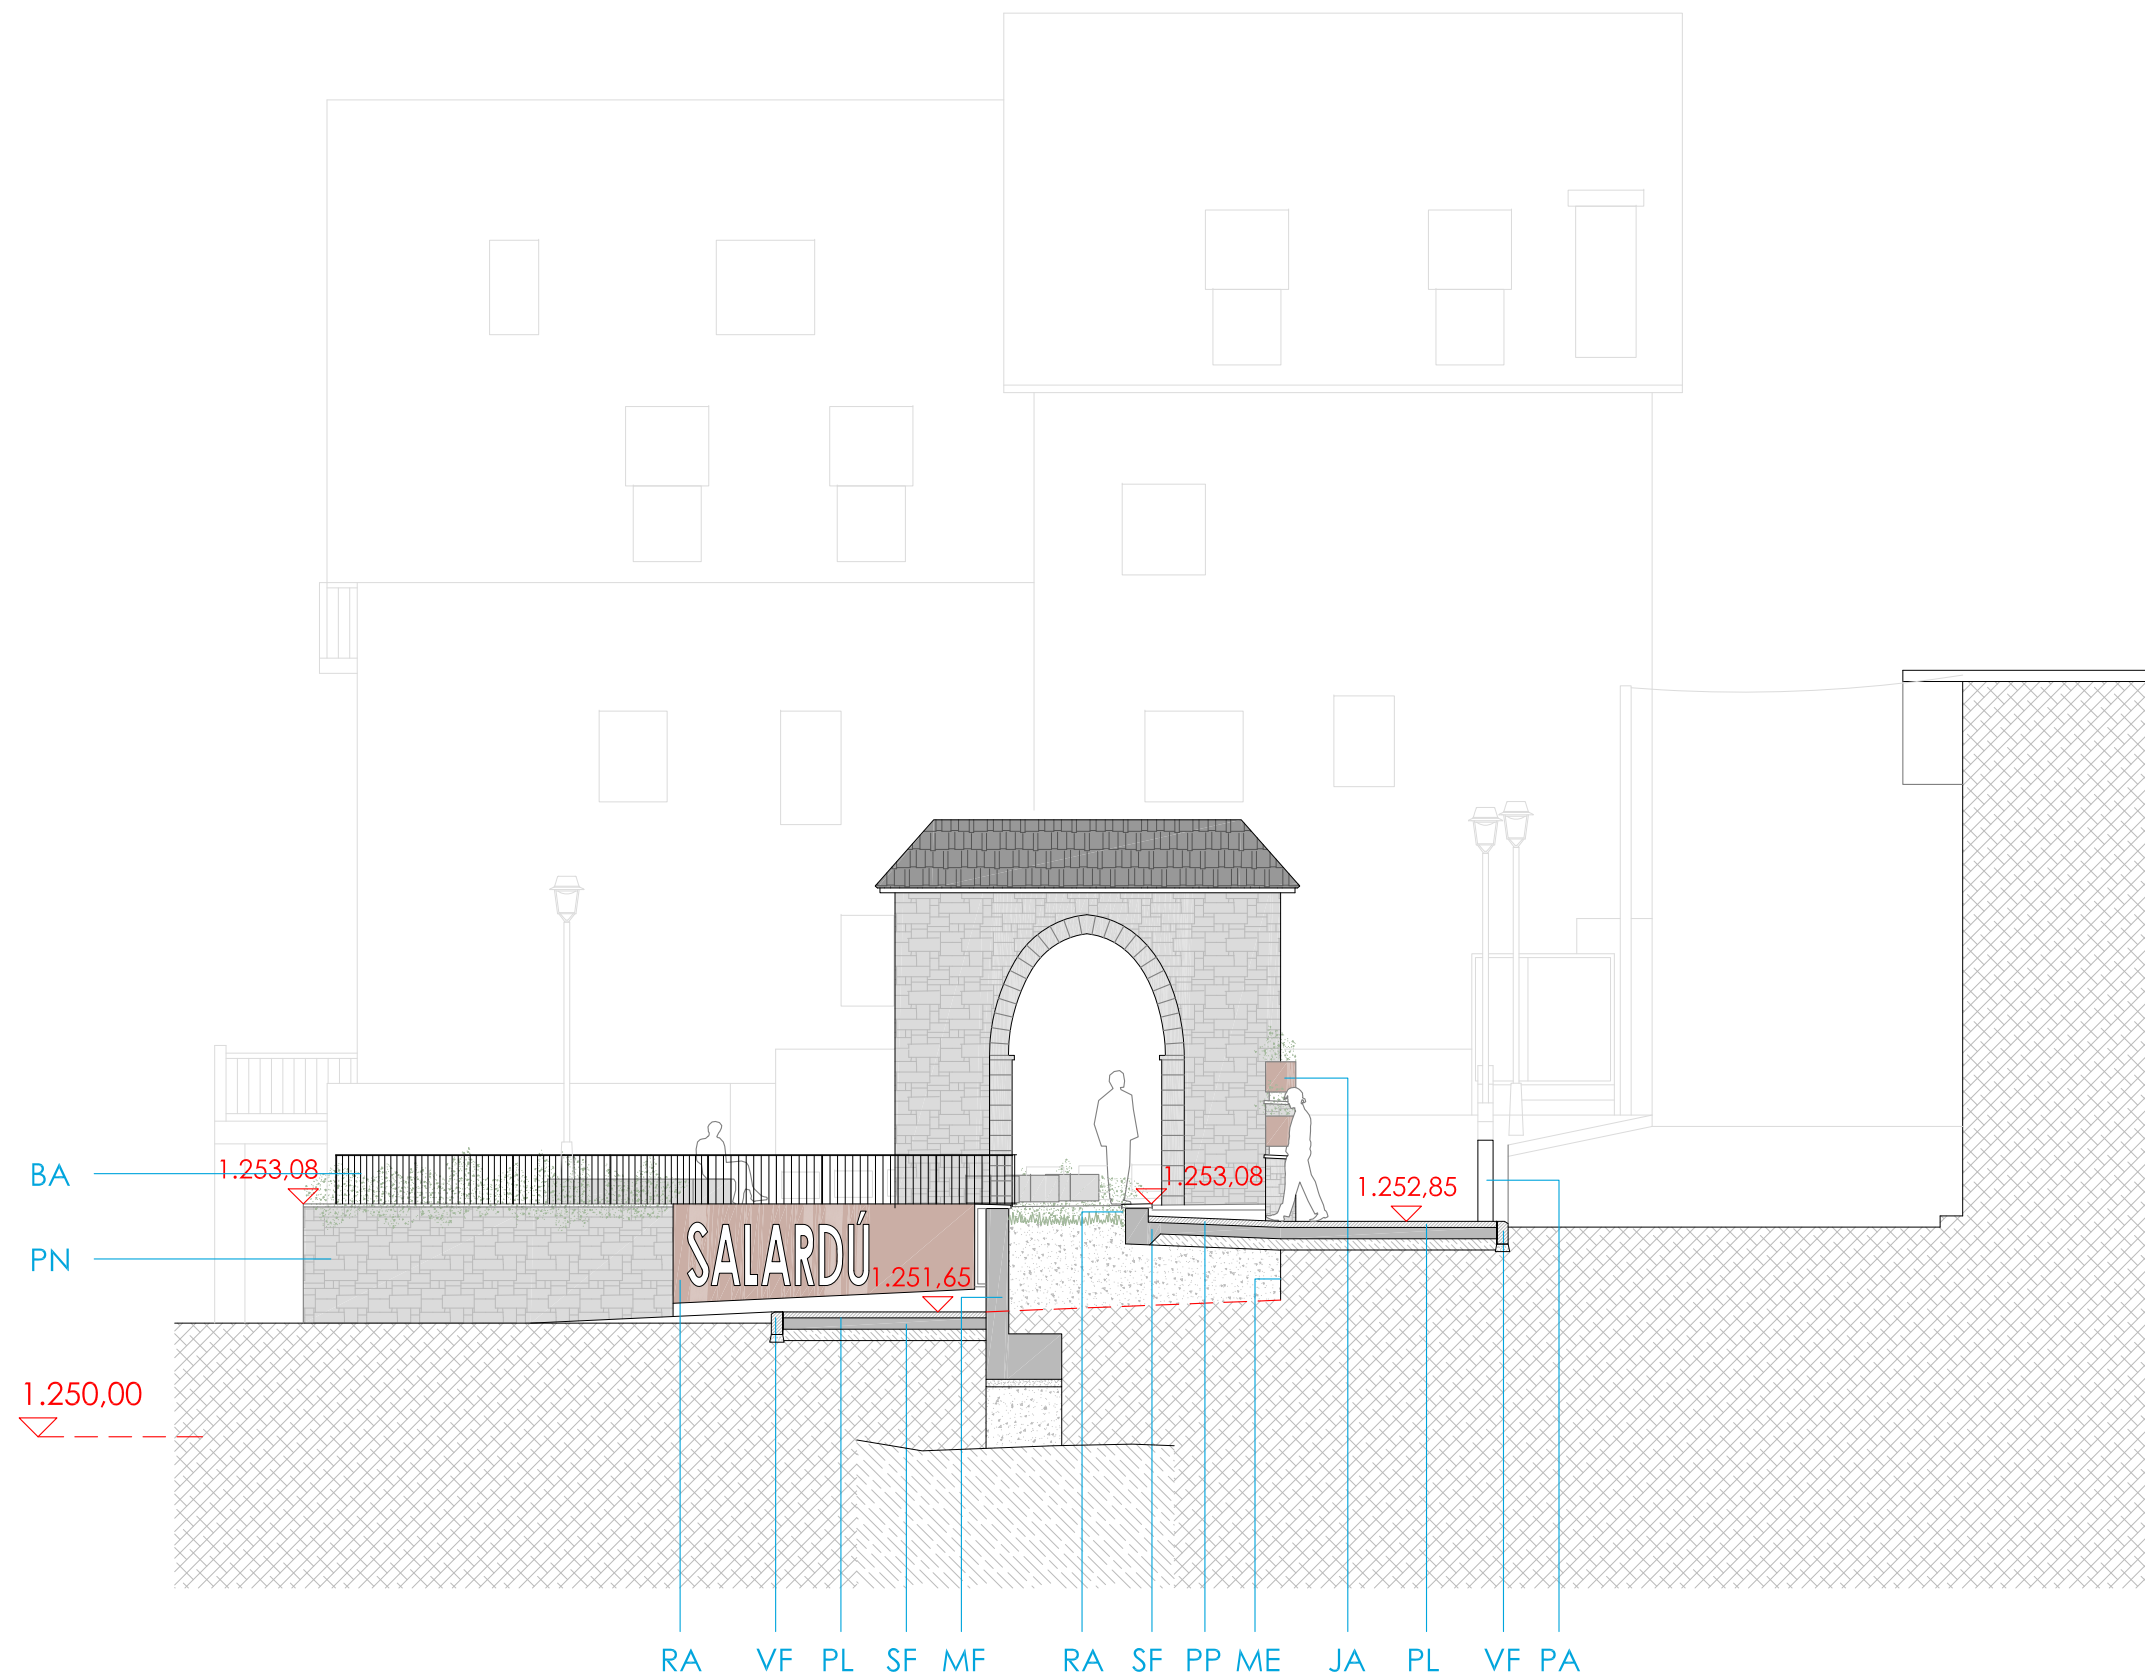 BA
1.253,08
1.253,08
1.252,85
PN
SALARDÚ
1.251,65
1.250,00
RA VF PL SF MF RA SF PP ME JA PL VF PA